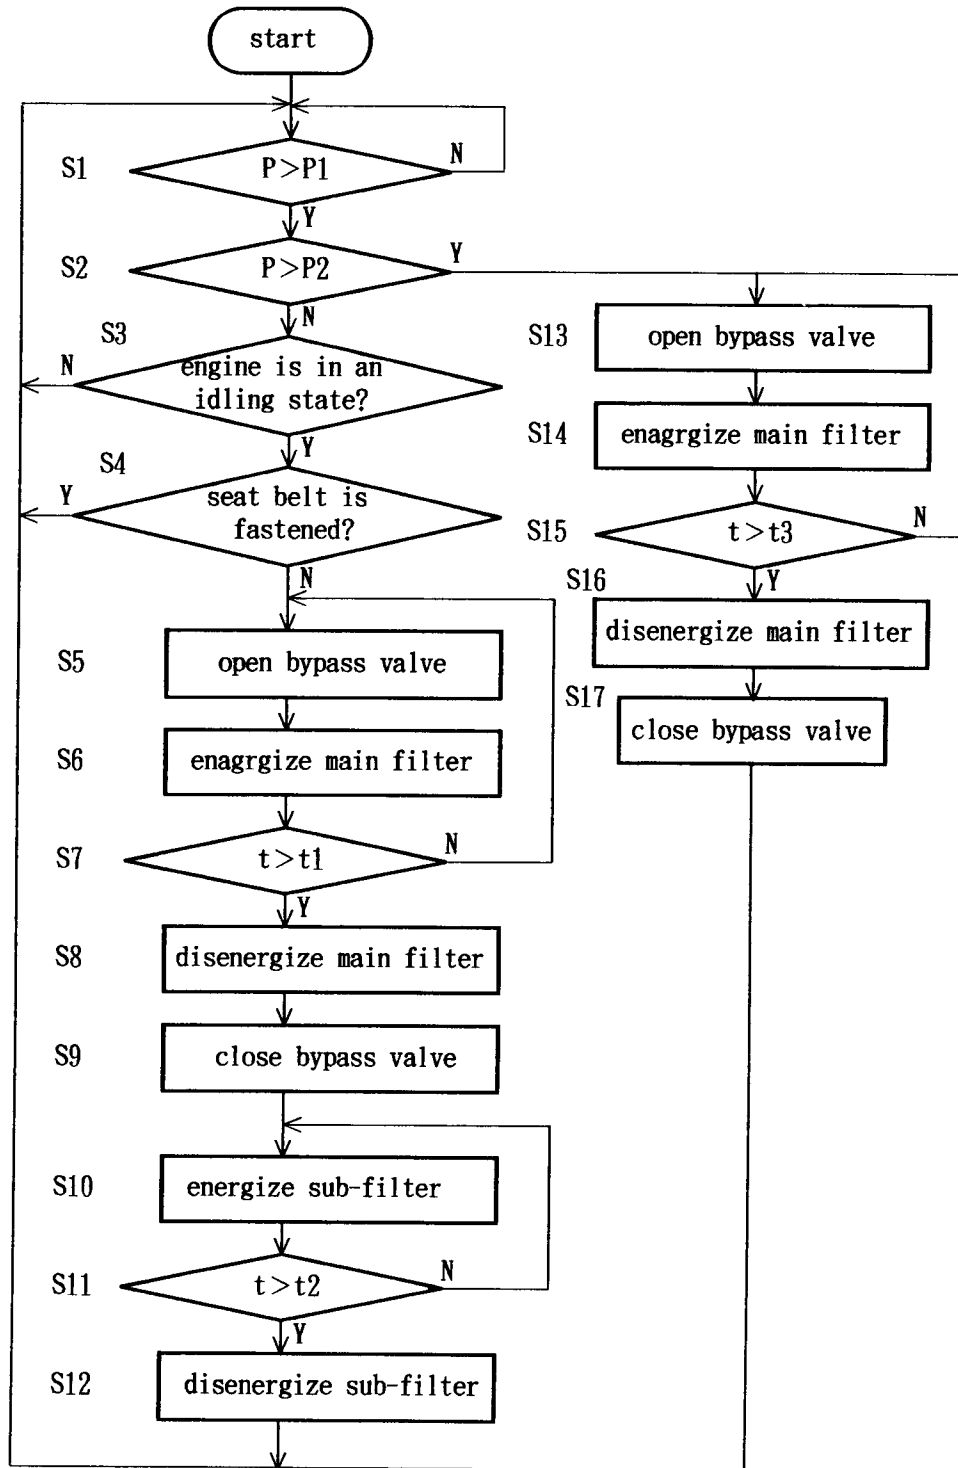 start
S1
P>P1
N
Y
S2
P>P2
Y
N
S3
engine is in an
idling state?
N
Y
S4
seat belt is
fastened?
Y
N
S5
open bypass valve
S6
enagrgize main filter
S7
t>t1
N
Y
S8
disenergize main filter
S9
close bypass valve
S10
energize sub-filter
S11
t>t2
N
Y
S12
disenergize sub-filter
S13
open bypass valve
S14
enagrgize main filter
S15
t>t3
N
Y
S16
disenergize main filter
S17
close bypass valve